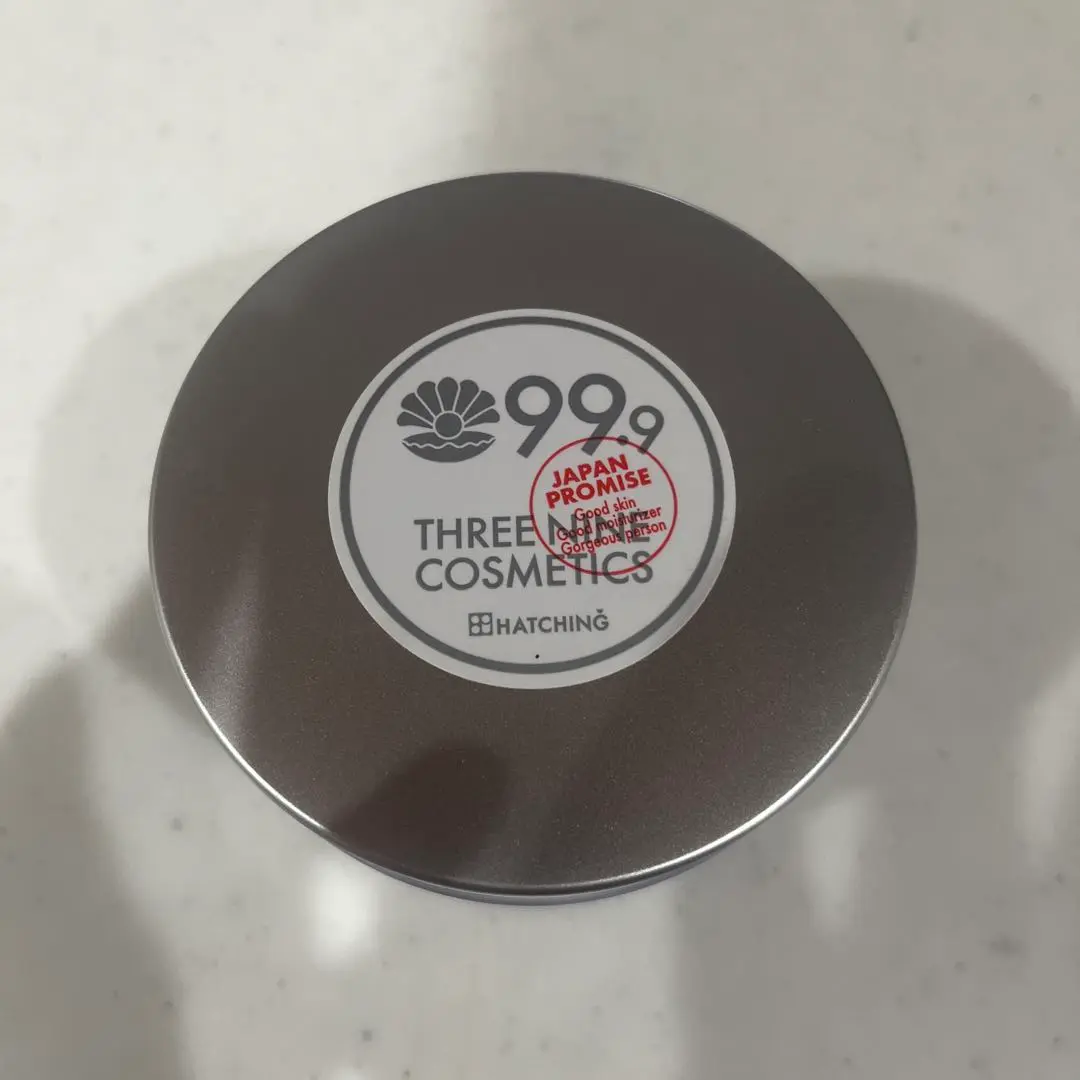 99.9
JAPAN
PROMISE
Good skin
Good moisturizer
Gorgeous person
THREE NINE
COSMETICS
HATCHING